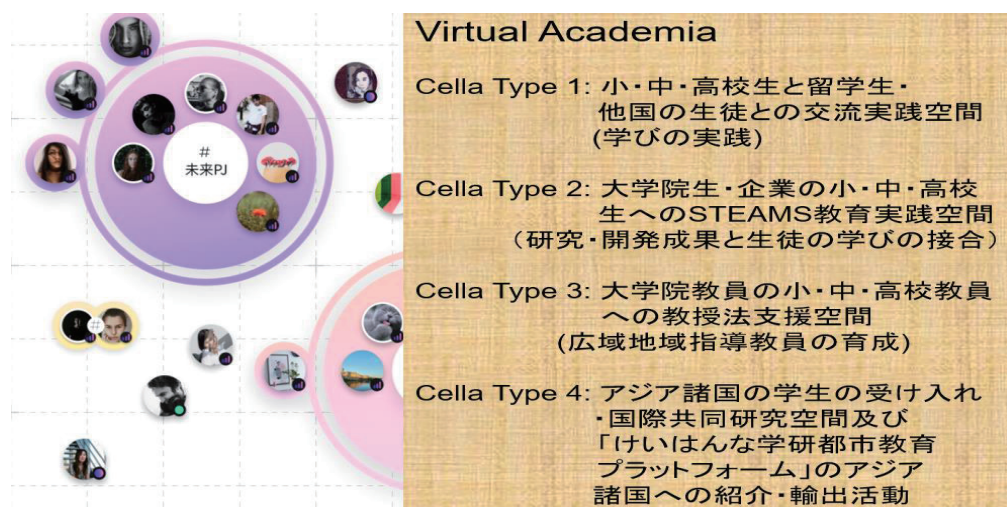 #
未来PJ
#
Virtual Academia
Cella Type 1: 小・中・高校生と留学生・
他国の生徒との交流実践空間
(学びの実践)
Cella Type 2: 大学院生・企業の小・中・高校
生へのSTEAMS教育実践空間
（研究・開発成果と生徒の学びの接合）
Cella Type 3: 大学院教員の小・中・高校教員
への教授法支援空間
(広域地域指導教員の育成)
Cella Type 4: アジア諸国の学生の受け入れ
・国際共同研究空間及び
「けいはんな学研都市教育
プラットフォーム」のアジア
諸国への紹介・輸出活動